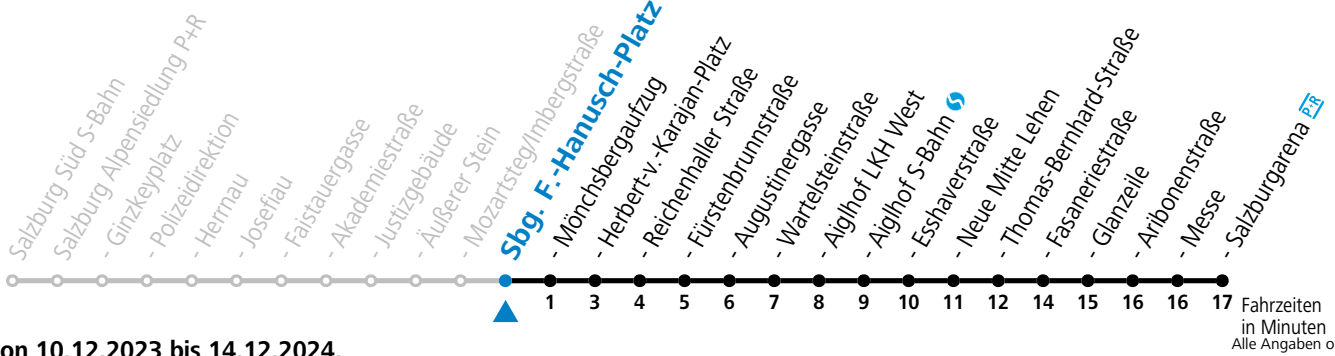 Salzburg Süd S-Bahn
Salzburg Alpensiedlung P+R
- Ginzkeyplatz
- Polizeidirektion
- Herrnau
- Josefiau
- Faistauergasse
- Akademiestraße
- Justizgebäude
- Äußerer Stein
- Mozartsteg/Imbergstraße
Sbg. F.-Hanusch-Platz
- Mönchsbergaufzug
- Herbert-v.-Karajan-Platz
- Reichenhaller Straße
- Fürstenbrunnstraße
- Augustinergasse
- Wartelsteinstraße
- Aiglhof LKH West
- Aiglhof S-Bahn
- Esshaverstraße
- Neue Mitte Lehen
- Thomas-Bernhard-Straße
- Fasaneriestraße
- Glanzeile
- Aribonenstraße
- Messe
- Salzburgarena P+R
1 3 4 5 6 7 8 9 10 11 12 14 15 16 16 17
Fahrzeiten
in Minuten
Alle Angaben o
on 10.12.2023 bis 14.12.2024.